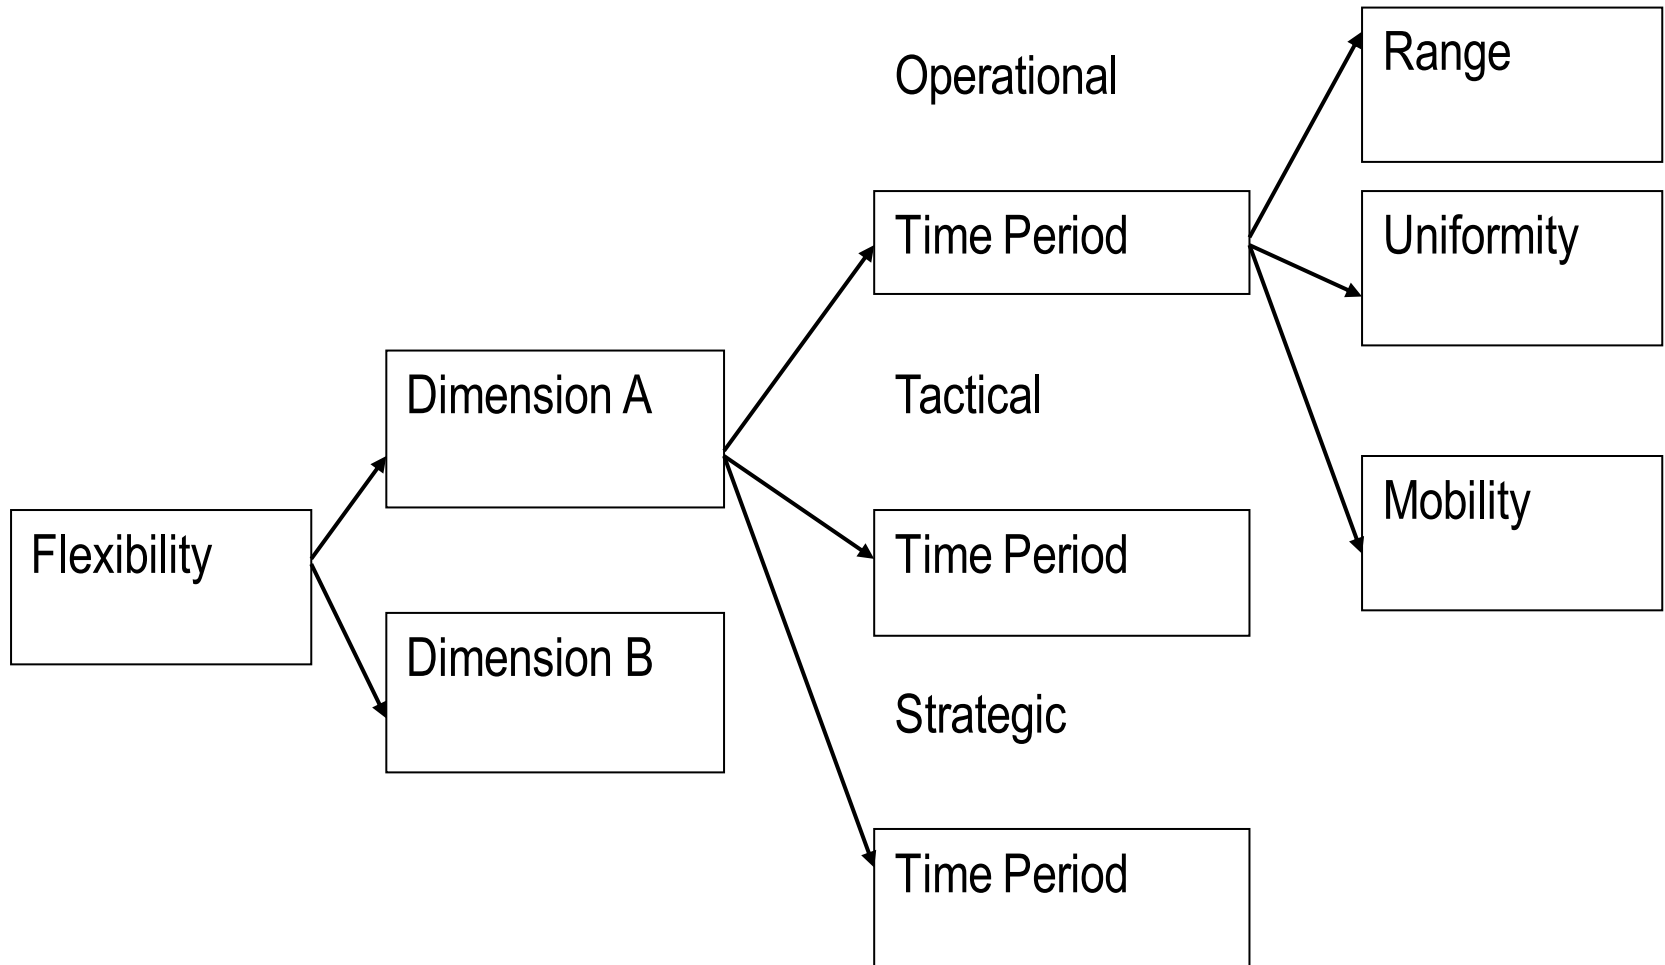 Flexibility
Dimension A
Dimension B
Operational
Time Period
Tactical
Time Period
Strategic
Time Period
Range
Uniformity
Mobility